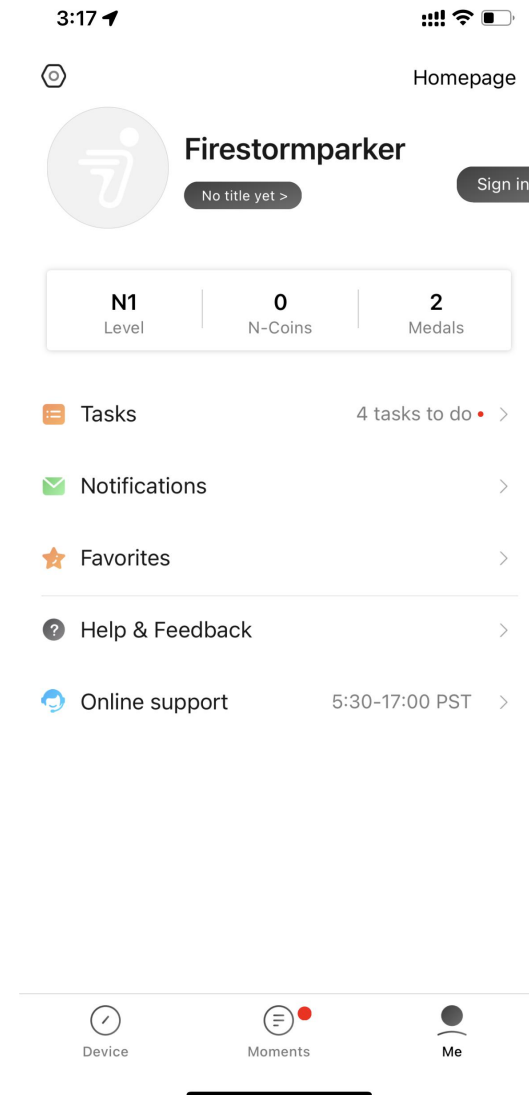 3:17
Homepage
Firestormparker
No title yet >
Sign in
N1
Level
0
N-Coins
2
Medals
Tasks
4 tasks to do
Notifications
Favorites
Help & Feedback
Online support
5:30-17:00 PST
Device
Moments
Me